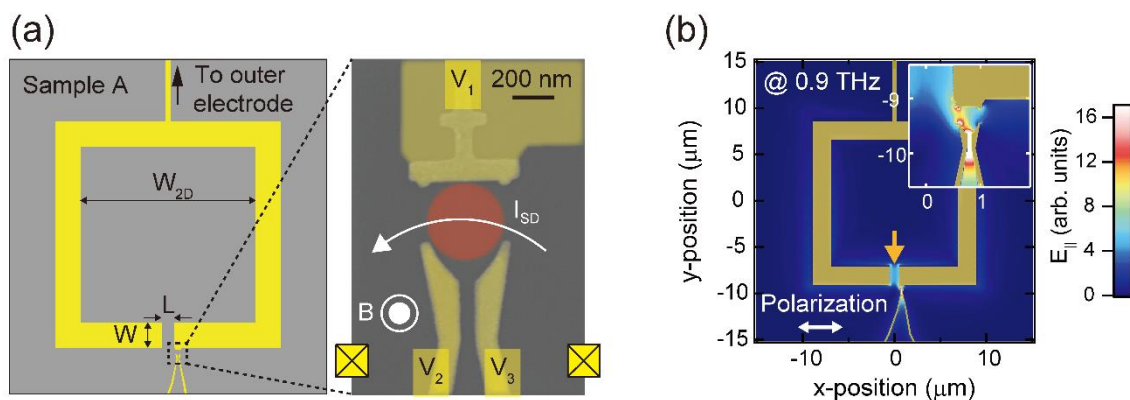 (a)
Sample A
To outer
electrode
W2D
L
W
V1
200 nm
ISD
B
V2
V3
(b)
@ 0.9 THz
15
10
5
0
-5
-10
-15
y-position (μm)
-10
0
10
x-position (μm)
Polarization
-9
-10
0
1
16
12
8
4
0
E|| (arb. units)